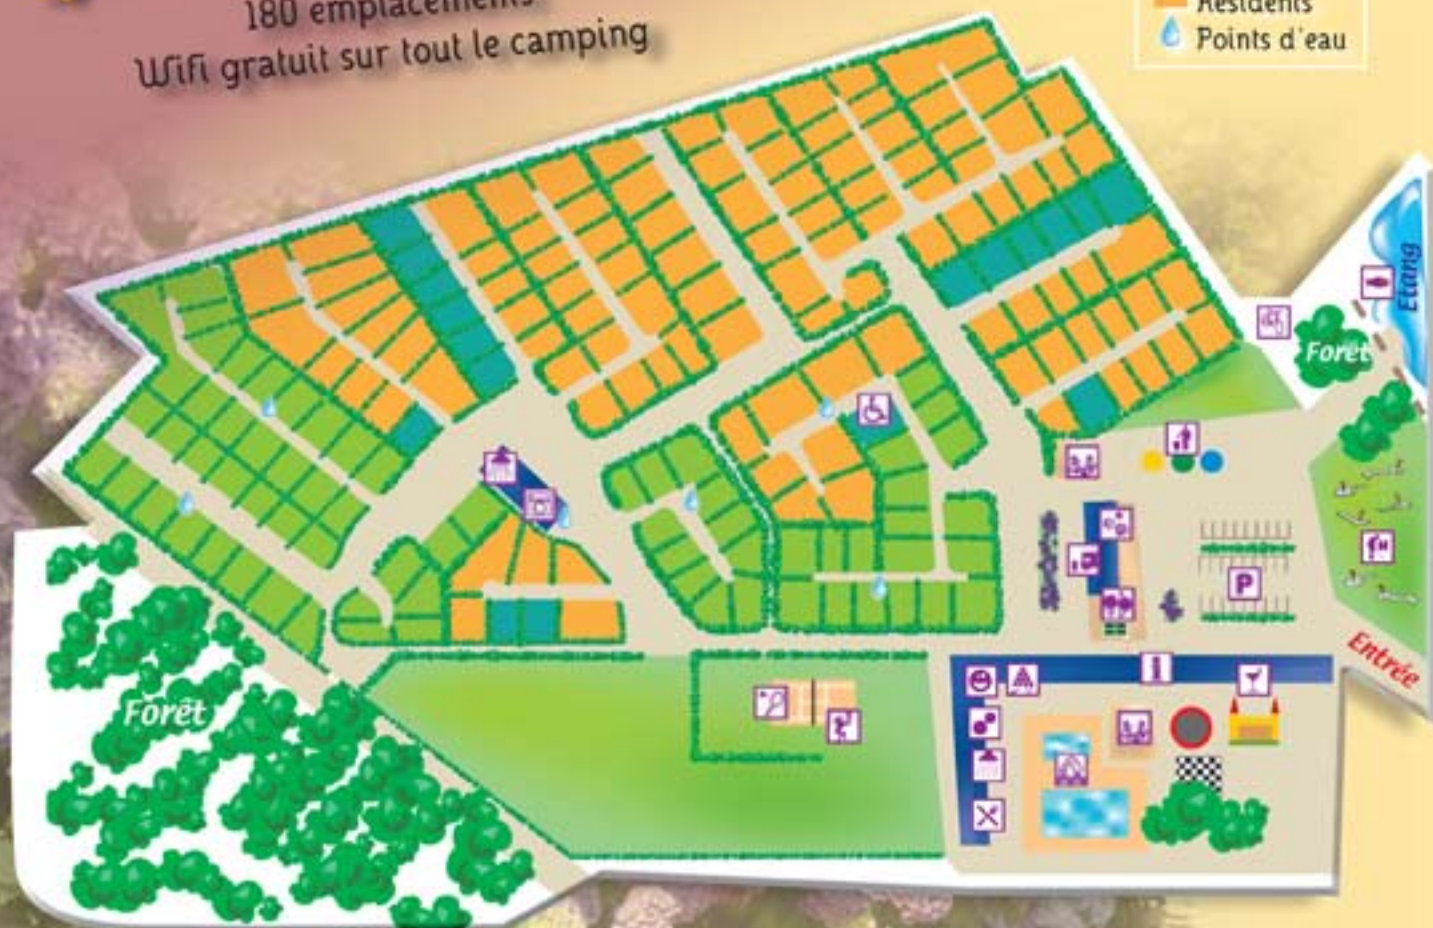 180 emplacements
Wifi gratuit sur tout le camping
Résidents
Points d'eau
Etang
Forêt
P
Entrée
i
Forêt